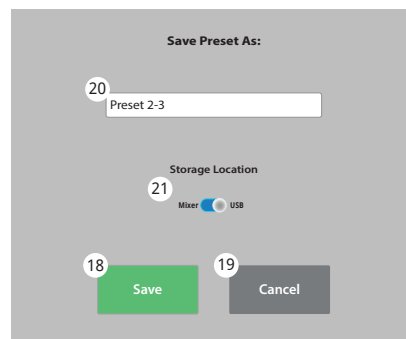 Save Preset As:
20
Preset 2-3
Storage Location
21
Mixer USB
18 19
Save Cancel